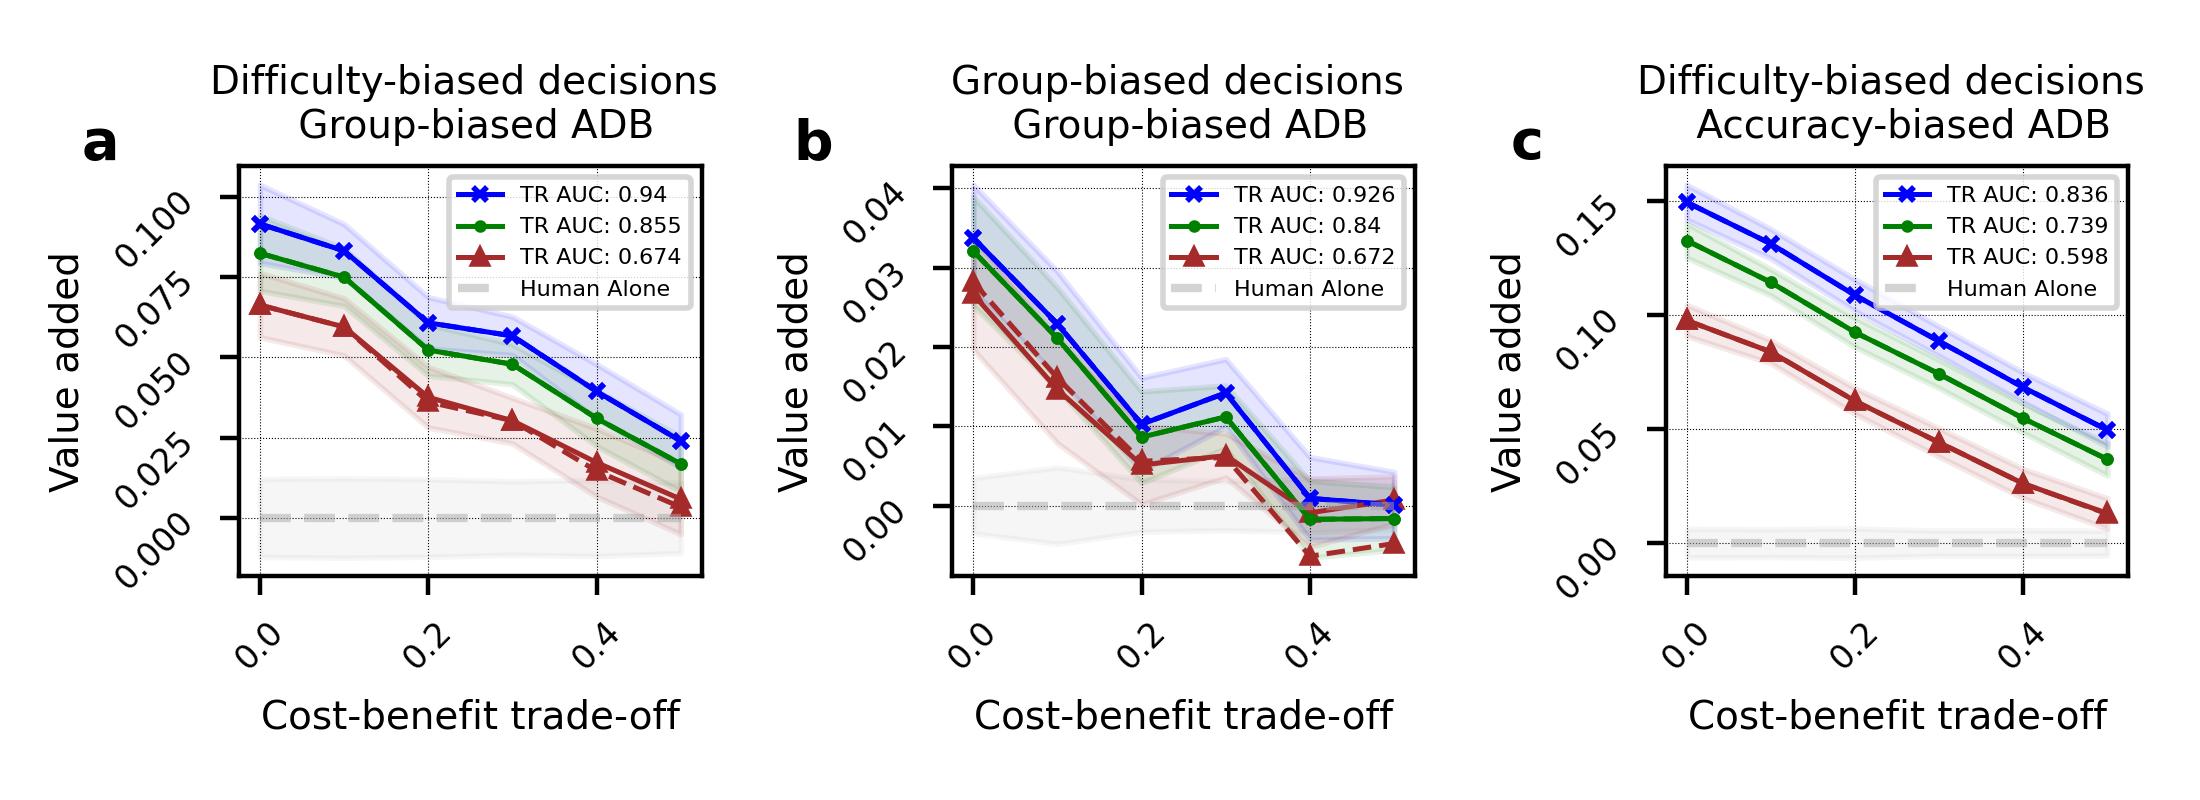 a
Difficulty-biased decisions
Group-biased ADB
Value added
0.100
0.075
0.050
0.025
0.000
TR AUC: 0.94
TR AUC: 0.855
TR AUC: 0.674
Human Alone
0.0
0.2
0.4
Cost-benefit trade-off
b
Group-biased decisions
Group-biased ADB
Value added
0.04
0.03
0.02
0.01
0.00
TR AUC: 0.926
TR AUC: 0.84
TR AUC: 0.672
Human Alone
0.0
0.2
0.4
Cost-benefit trade-off
c
Difficulty-biased decisions
Accuracy-biased ADB
Value added
0.15
0.10
0.05
0.00
TR AUC: 0.836
TR AUC: 0.739
TR AUC: 0.598
Human Alone
0.0
0.2
0.4
Cost-benefit trade-off